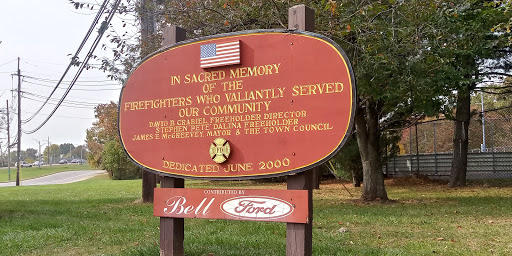 IN SACRED MEMORY
OF THE
FIREFIGHTERS WHO VALIANTLY SERVED
OUR COMMUNITY
DAVID B. CRABIEL FREEHOLDER DIRECTOR
STEPHEN "PETE" DALINA FREEHOLDER
JAMES E. McGREEVEY, MAYOR & THE TOWN COUNCIL
DEDICATED JUNE 2000
CONTRIBUTED BY
Bell Ford